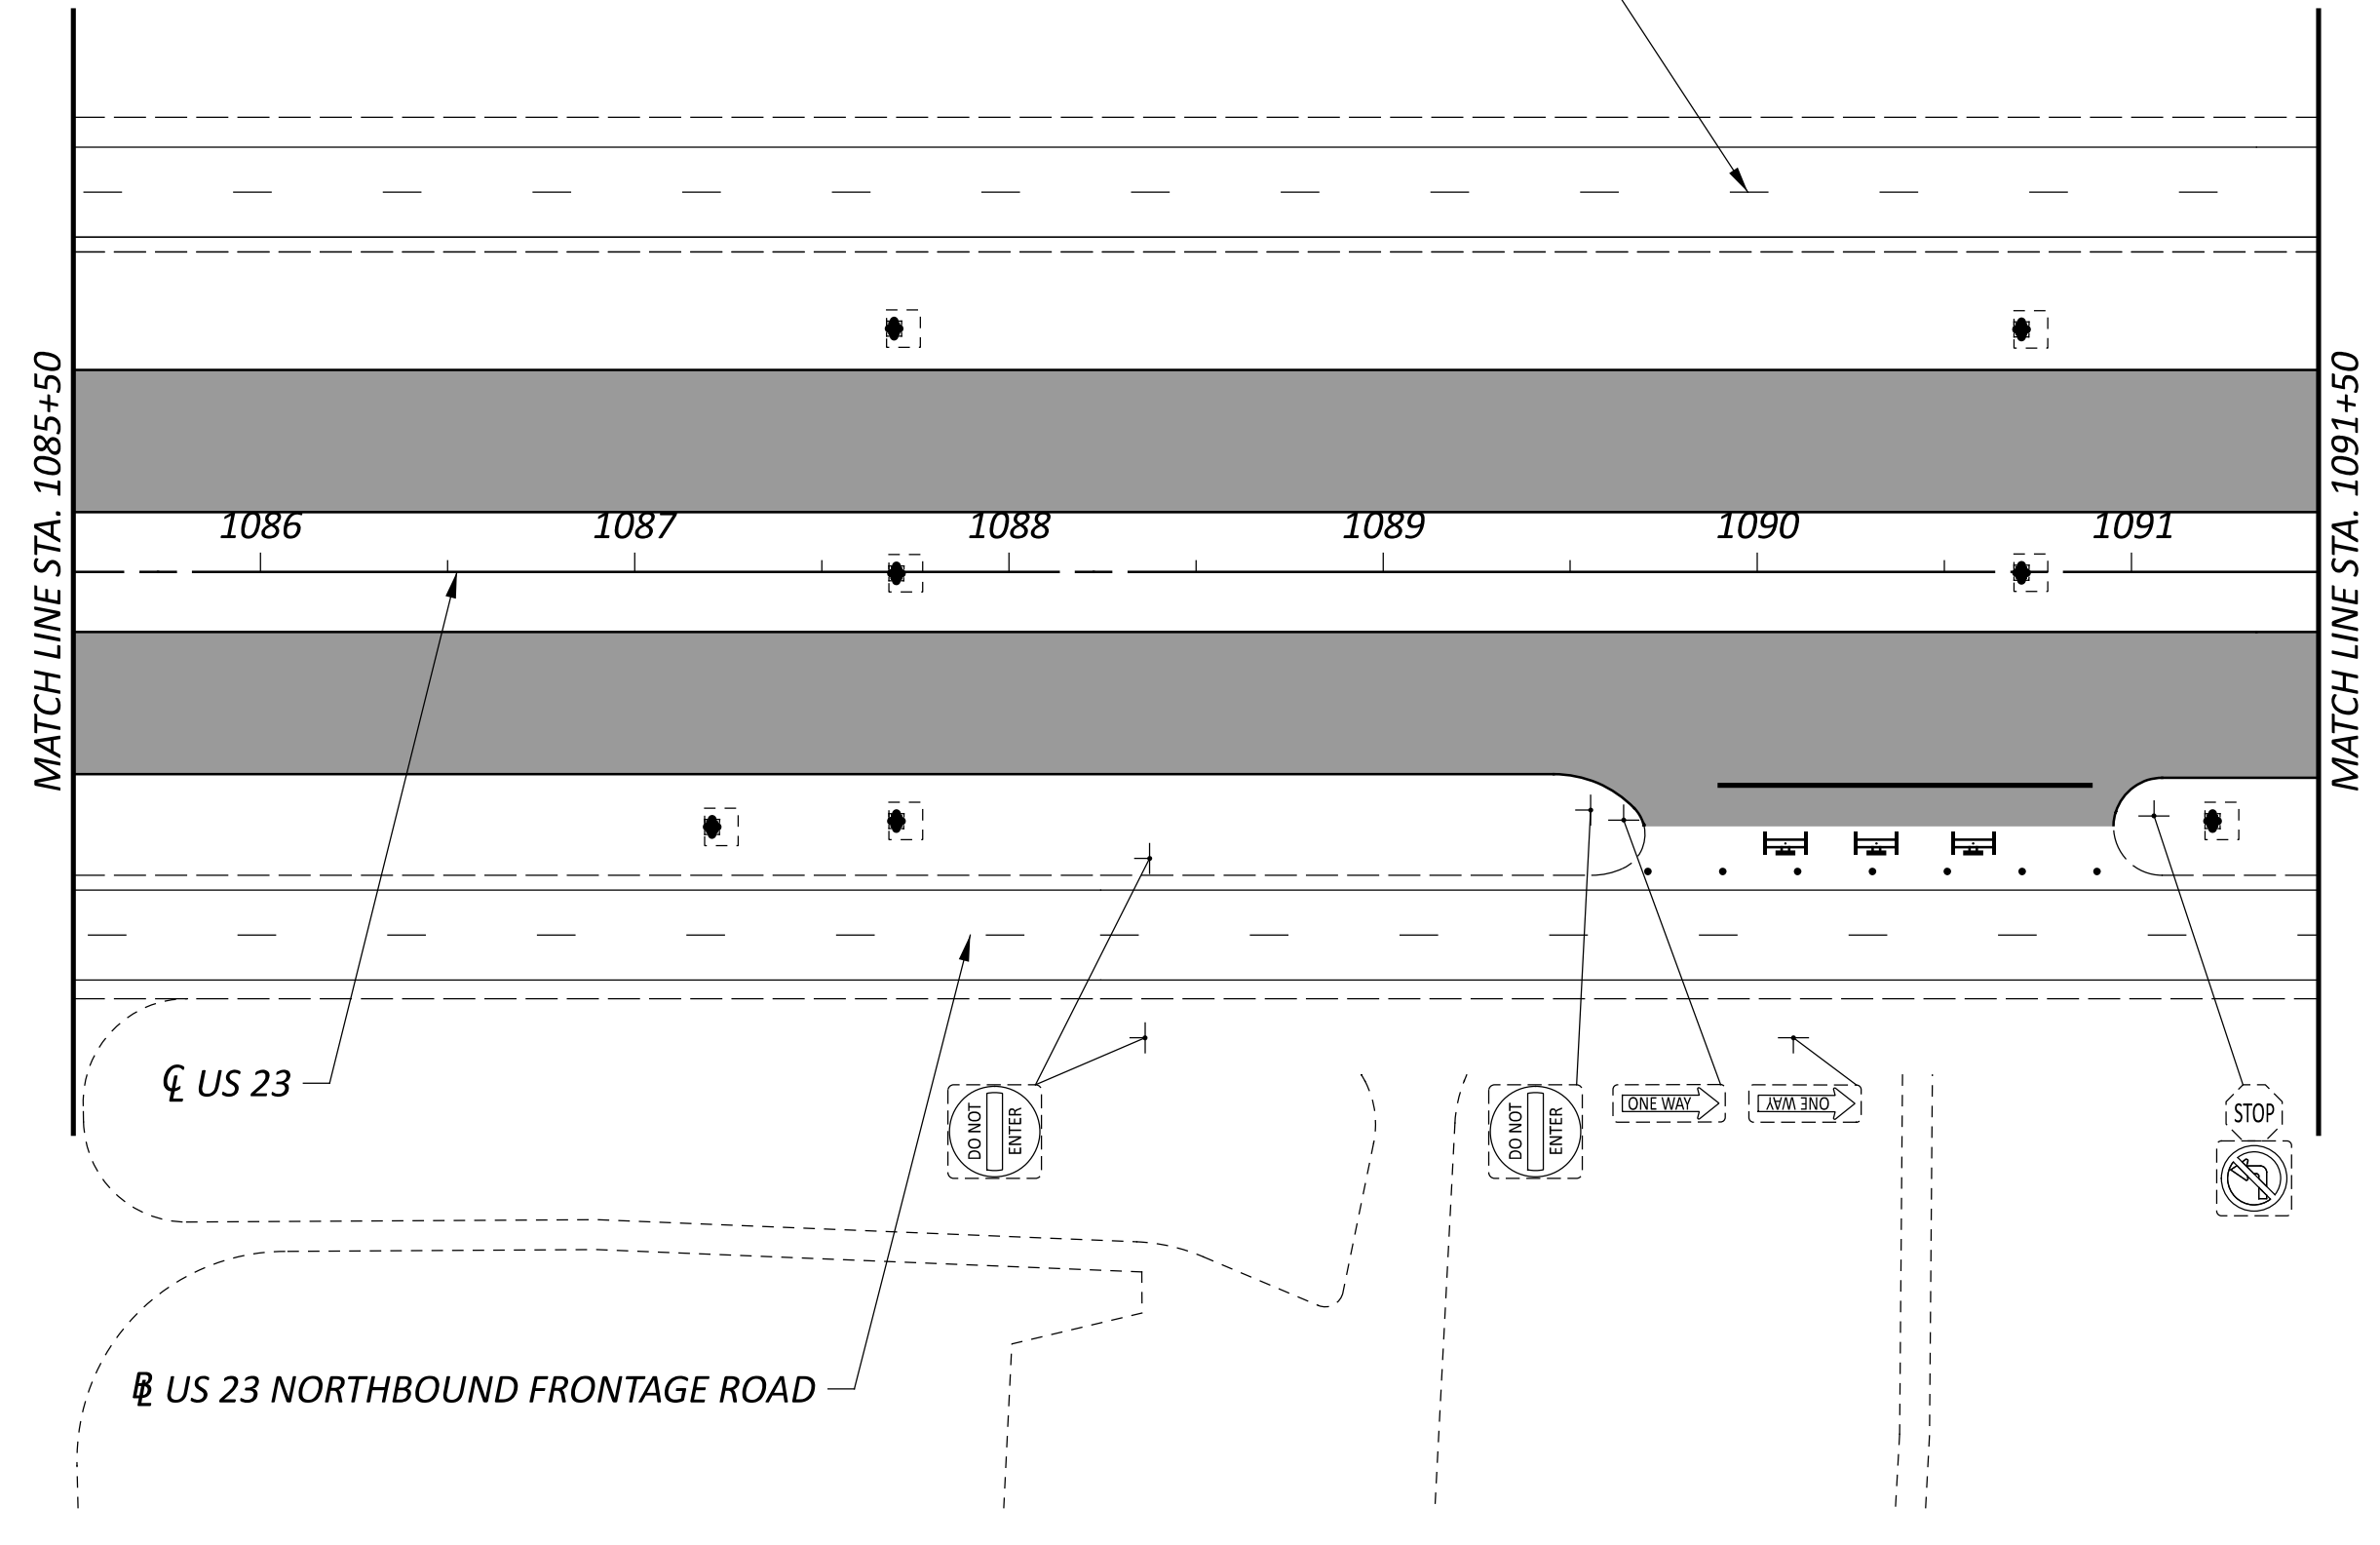 MATCH LINE STA. 1085+50
1086
1087
1088
1089
1090
1091
MATCH LINE STA. 1091+50
℄ US 23
DO NOT
ENTER
DO NOT
ENTER
ONE WAY
ONE WAY
STOP
BL US 23 NORTHBOUND FRONTAGE ROAD